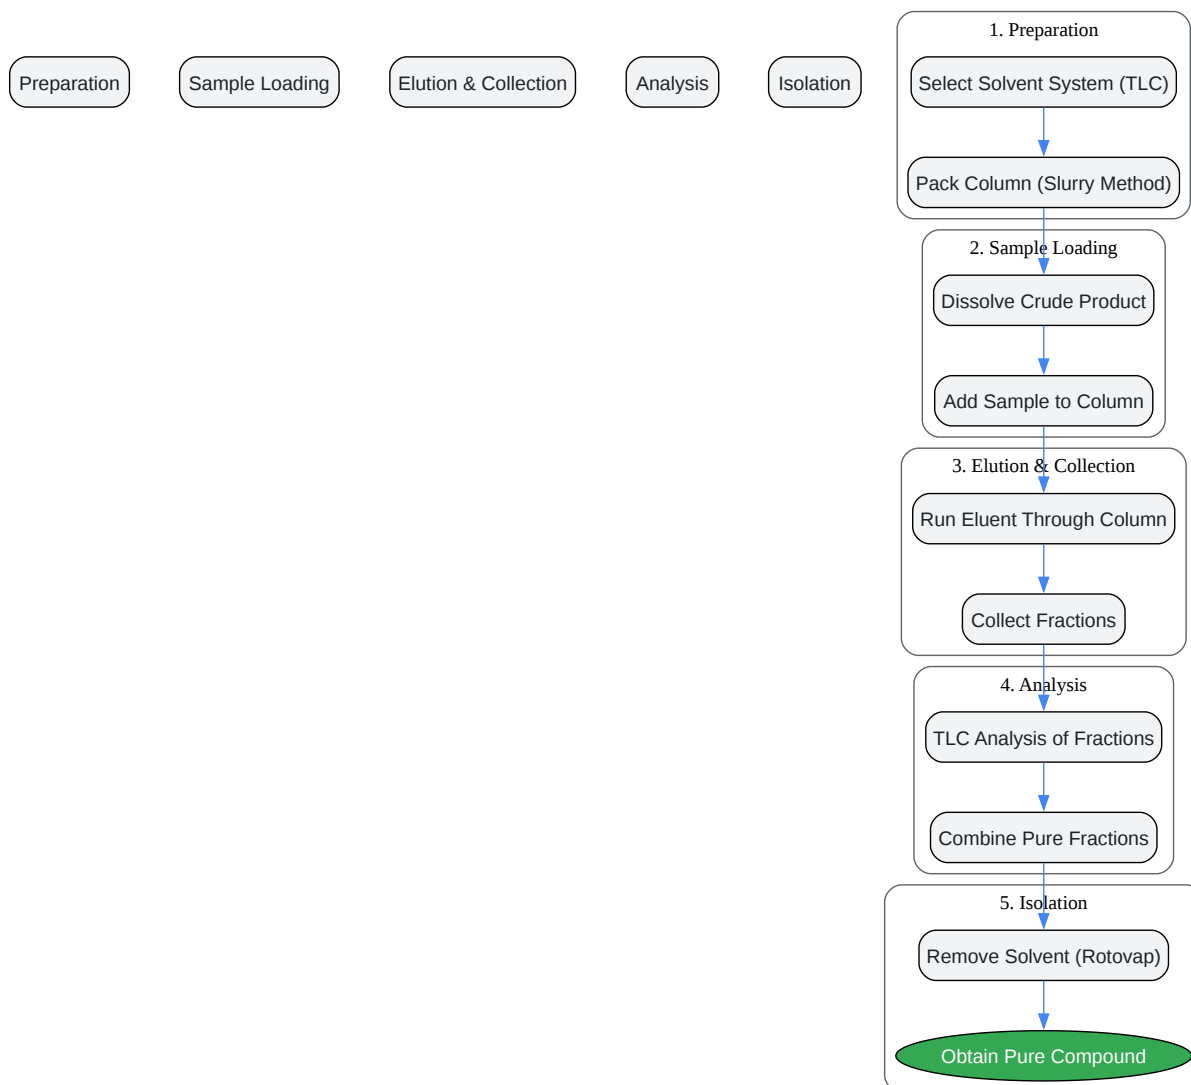 1. Preparation
Preparation
Sample Loading
Elution & Collection
Analysis
Isolation
Select Solvent System (TLC)
Pack Column (Slurry Method)
2. Sample Loading
Dissolve Crude Product
Add Sample to Column
3. Elution & Collection
Run Eluent Through Column
Collect Fractions
4. Analysis
TLC Analysis of Fractions
Combine Pure Fractions
5. Isolation
Remove Solvent (Rotovap)
Obtain Pure Compound